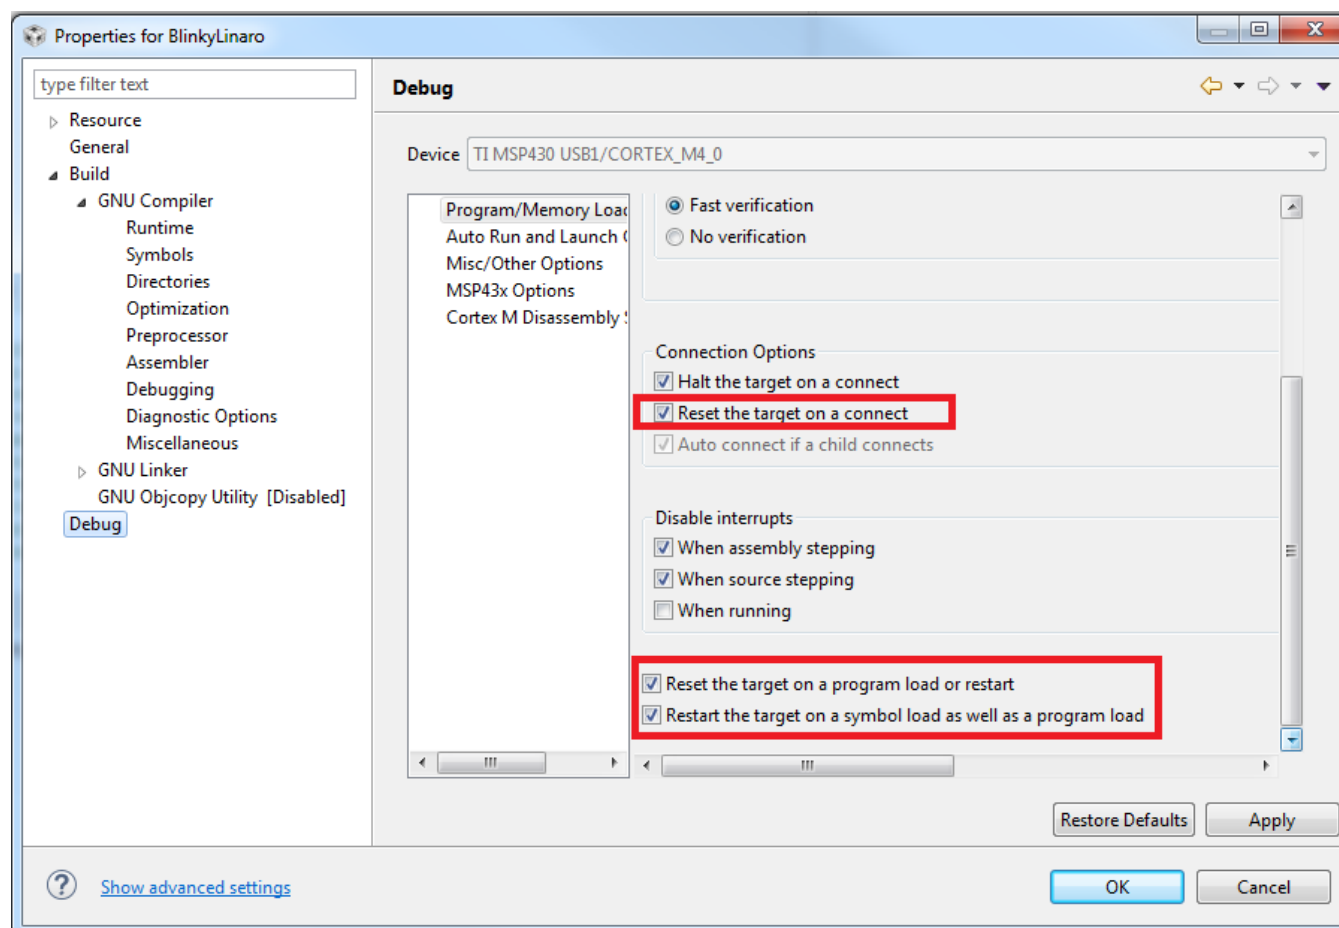 Properties for BlinkyLinaro
type filter text
Resource
General
Build
GNU Compiler
Runtime
Symbols
Directories
Optimization
Preprocessor
Assembler
Debugging
Diagnostic Options
Miscellaneous
GNU Linker
GNU Objcopy Utility [Disabled]
Debug
Debug
Device TI MSP430 USB1/CORTEX_M4_0
Program/Memory Load
Auto Run and Launch
Misc/Other Options
MSP43x Options
Cortex M Disassembly
Fast verification
No verification
Connection Options
Halt the target on a connect
Reset the target on a connect
Auto connect if a child connects
Disable interrupts
When assembly stepping
When source stepping
When running
Reset the target on a program load or restart
Restart the target on a symbol load as well as a program load
Restore Defaults Apply
Show advanced settings
OK Cancel